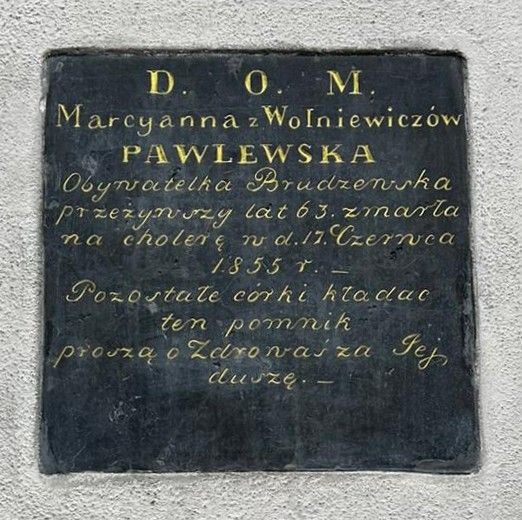 D. O. M.
Marcyanna z Wolniewiczów
PAWLEWSKA
Obywatelka Brudzewska
przeżywszy lat 63. zmarła
na cholerę w d. 17. Czerwca
1855 r. _
Pozostałe córki kładąc
ten pomnik
proszą o Zdrowaś za Jej
duszę. _